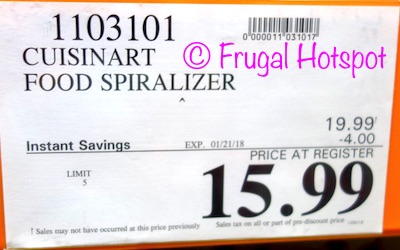 1103101
CUISINART
FOOD SPIRALIZER
© Frugal Hotspot
0000011031017
19.99
Instant Savings EXP. 01/21/18 -4.00
PRICE AT REGISTER
LIMIT
5
15.99
† Sales may not have occurred at this price previously
Sales tax on all or part of pre-discount price